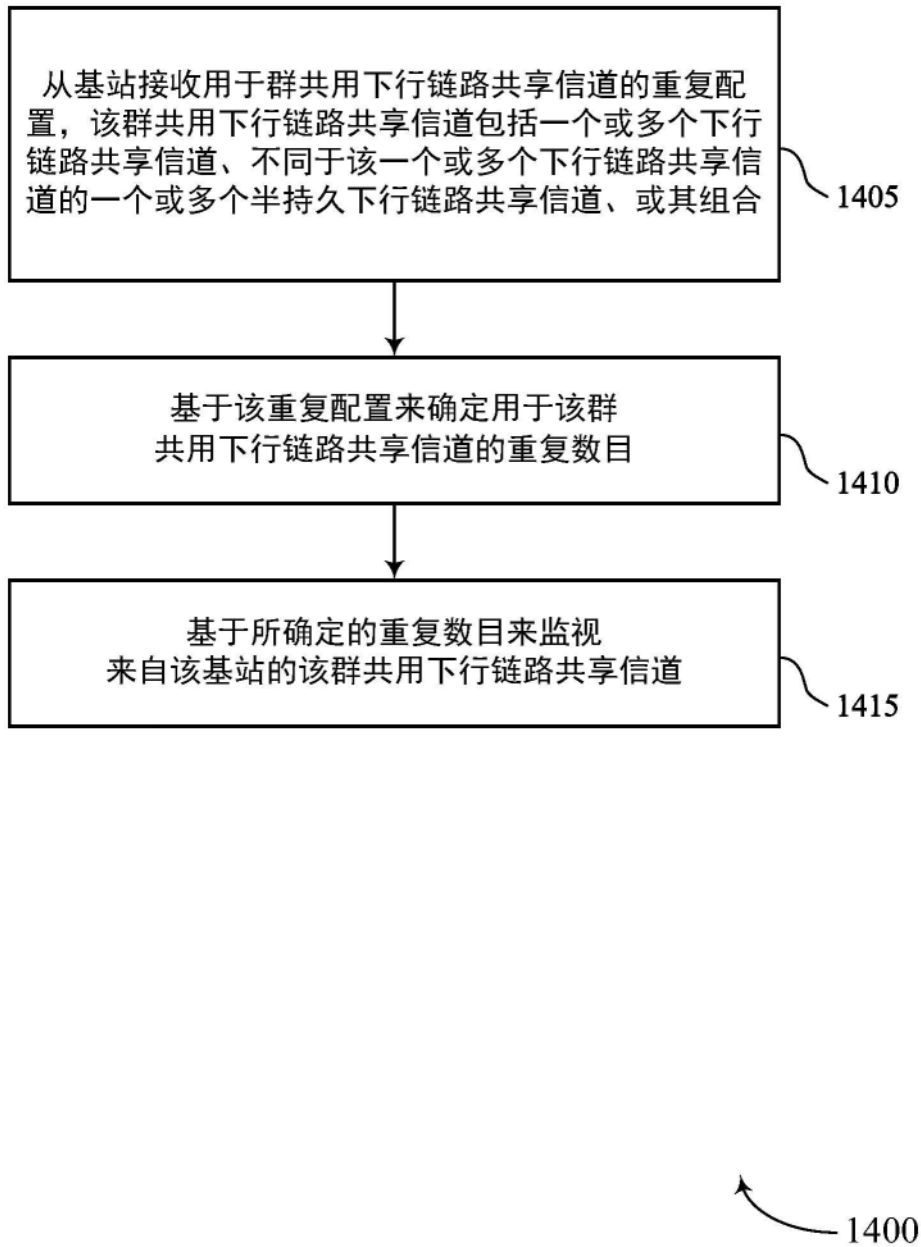 从基站接收用于群共用下行链路共享信道的重复配
置，该群共用下行链路共享信道包括一个或多个下行
链路共享信道、不同于该一个或多个下行链路共享信
道的一个或多个半持久下行链路共享信道、或其组合
1405
基于该重复配置来确定用于该群
共用下行链路共享信道的重复数目
1410
基于所确定的重复数目来监视
来自该基站的该群共用下行链路共享信道
1415
1400